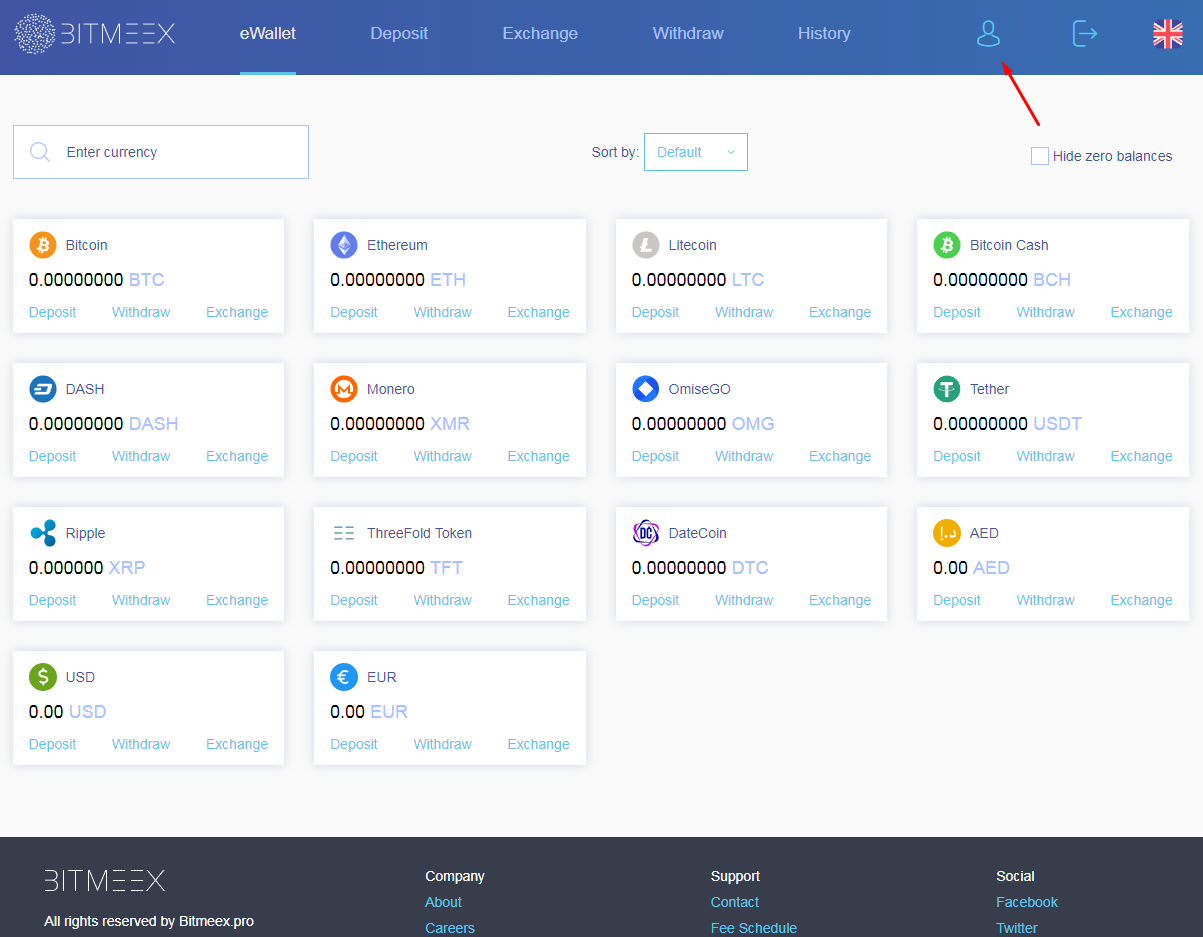 BITMEEX eWallet Deposit Exchange Withdraw History
Enter currency Sort by: Default Hide zero balances
Bitcoin Ethereum Litecoin Bitcoin Cash
0.00000000 BTC 0.00000000 ETH 0.00000000 LTC 0.00000000 BCH
Deposit Withdraw Exchange Deposit Withdraw Exchange Deposit Withdraw Exchange Deposit Withdraw Exchange
DASH Monero OmiseGO Tether
0.00000000 DASH 0.00000000 XMR 0.00000000 OMG 0.00000000 USDT
Deposit Withdraw Exchange Deposit Withdraw Exchange Deposit Withdraw Exchange Deposit Withdraw Exchange
Ripple ThreeFold Token DC DateCoin د.إ AED
0.000000 XRP 0.00000000 TFT 0.00000000 DTC 0.00 AED
Deposit Withdraw Exchange Deposit Withdraw Exchange Deposit Withdraw Exchange Deposit Withdraw Exchange
$ USD € EUR
0.00 USD 0.00 EUR
Deposit Withdraw Exchange Deposit Withdraw Exchange
BITMEEX Company Support Social
About Contact Facebook
All rights reserved by Bitmeex.pro Careers Fee Schedule Twitter